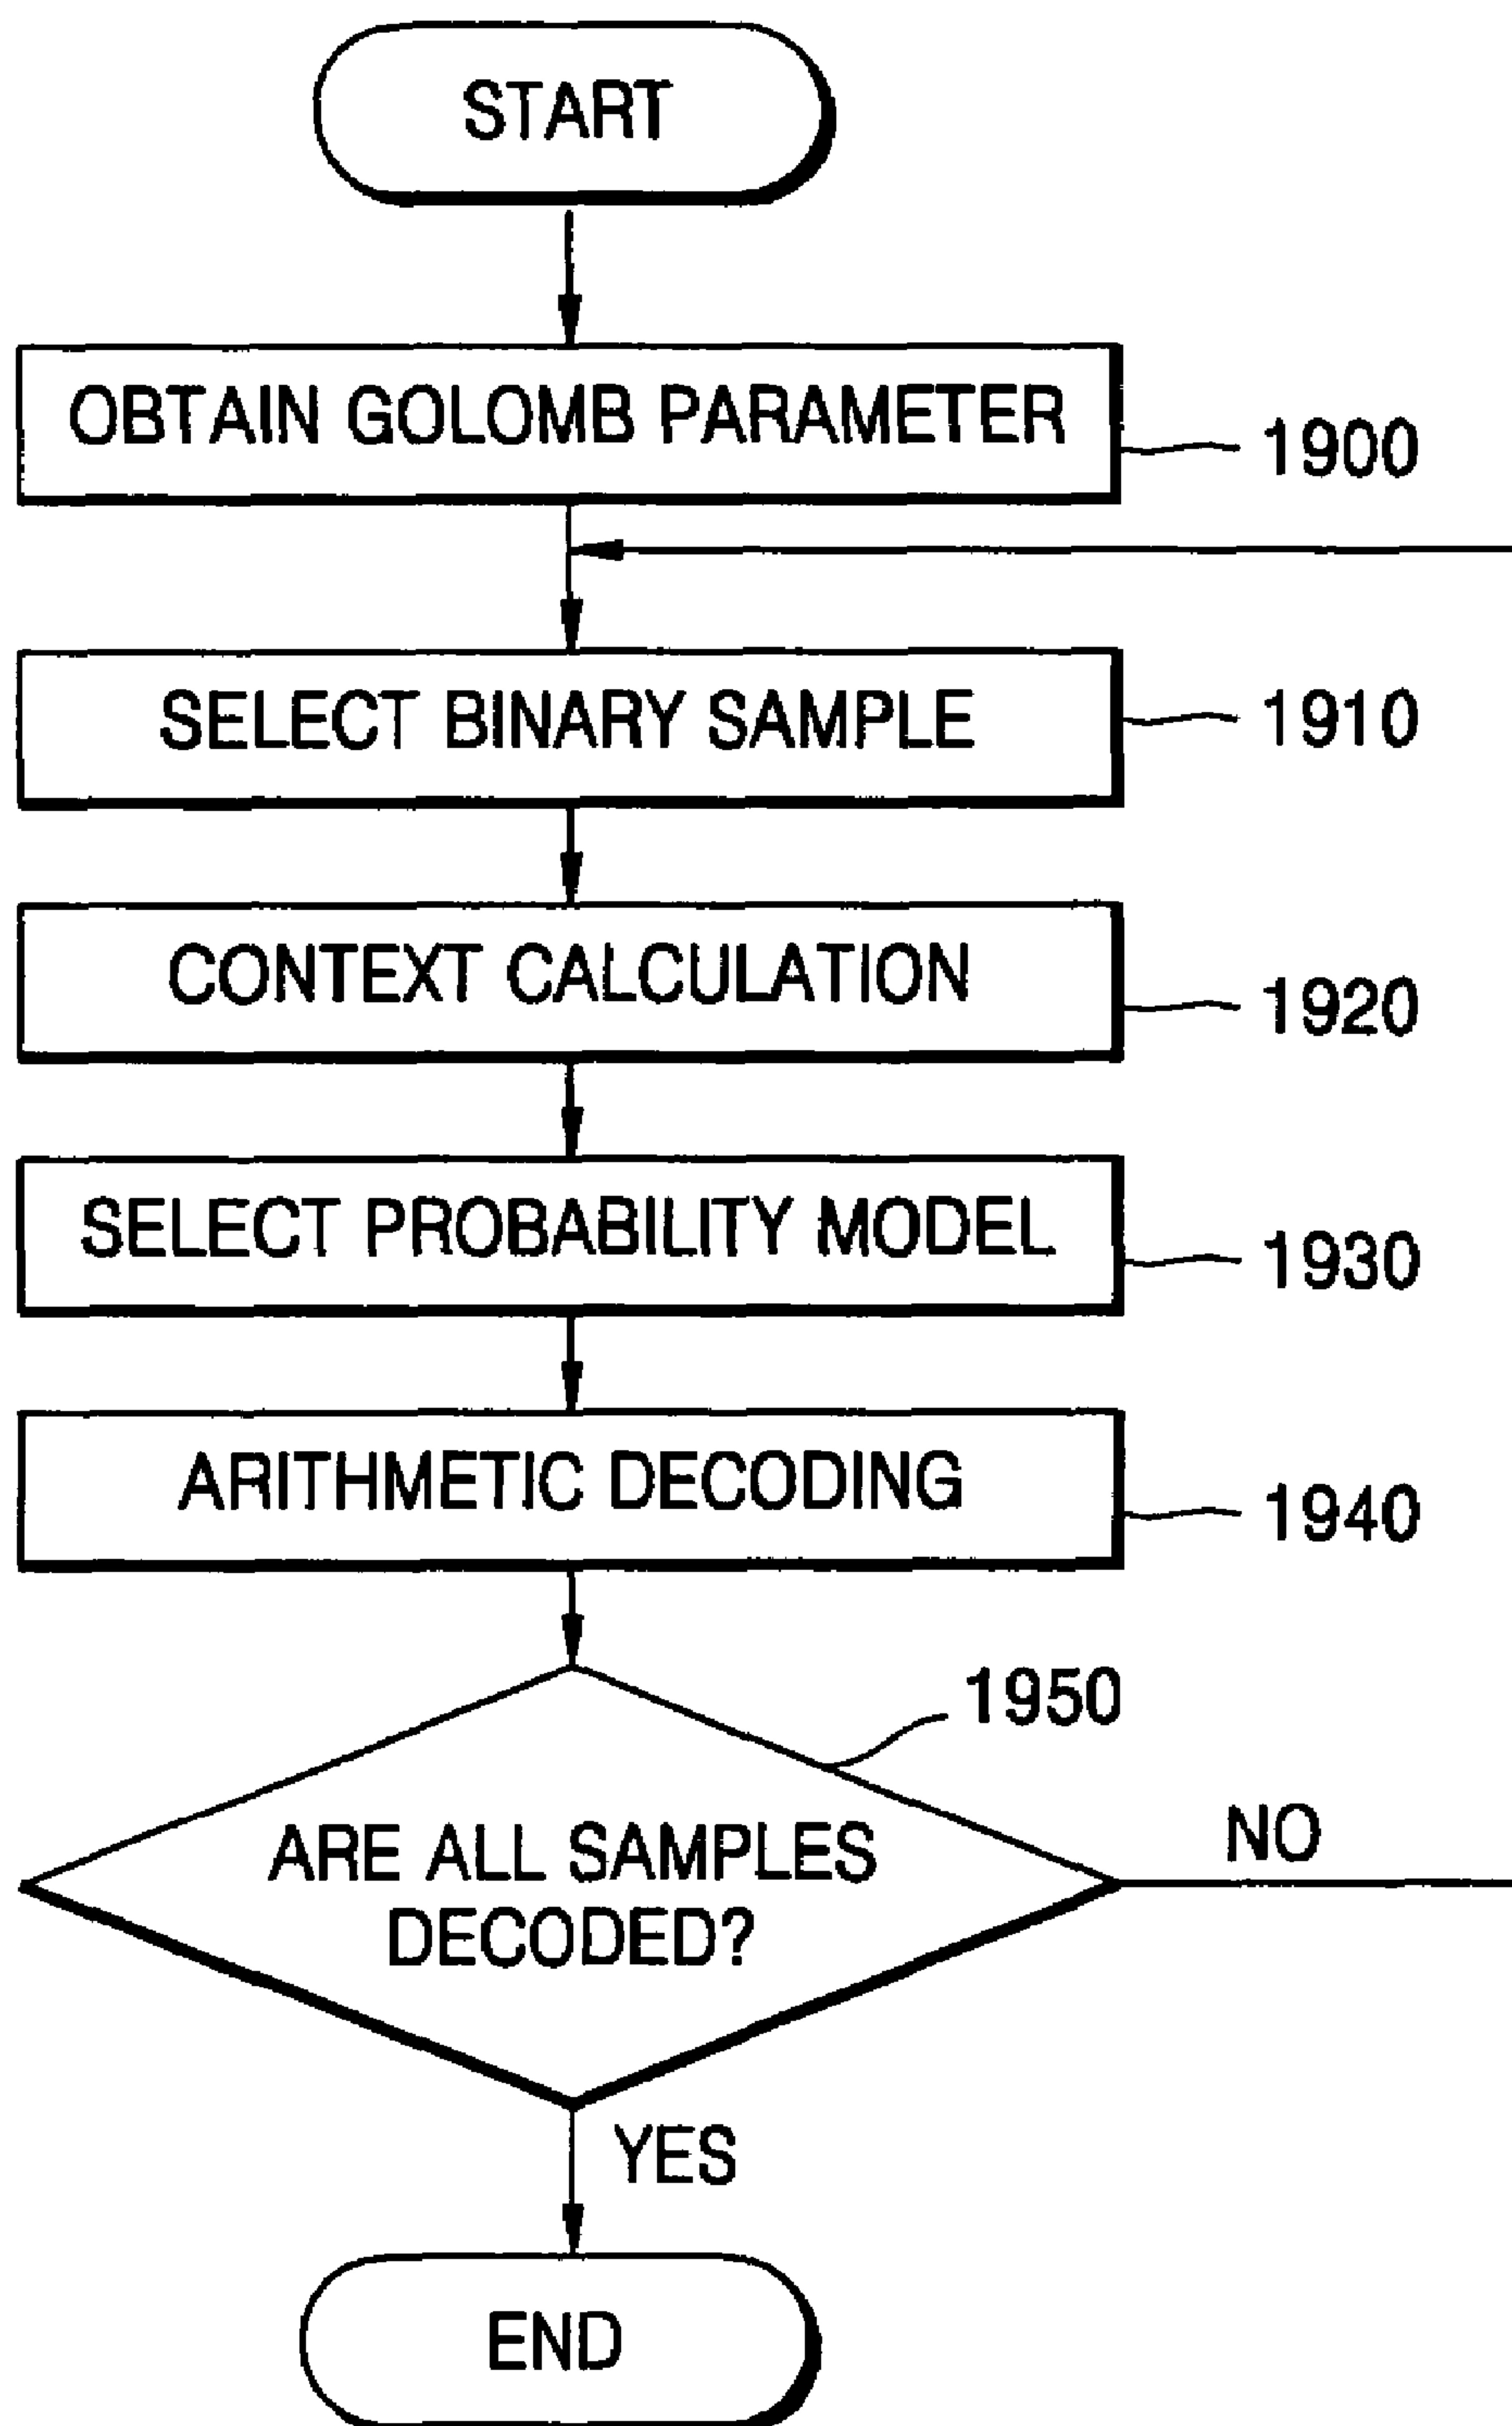 START
OBTAIN GOLOMB PARAMETER
1900
SELECT BINARY SAMPLE
1910
CONTEXT CALCULATION
1920
SELECT PROBABILITY MODEL
1930
ARITHMETIC DECODING
1940
1950
ARE ALL SAMPLES
DECODED?
NO
YES
END